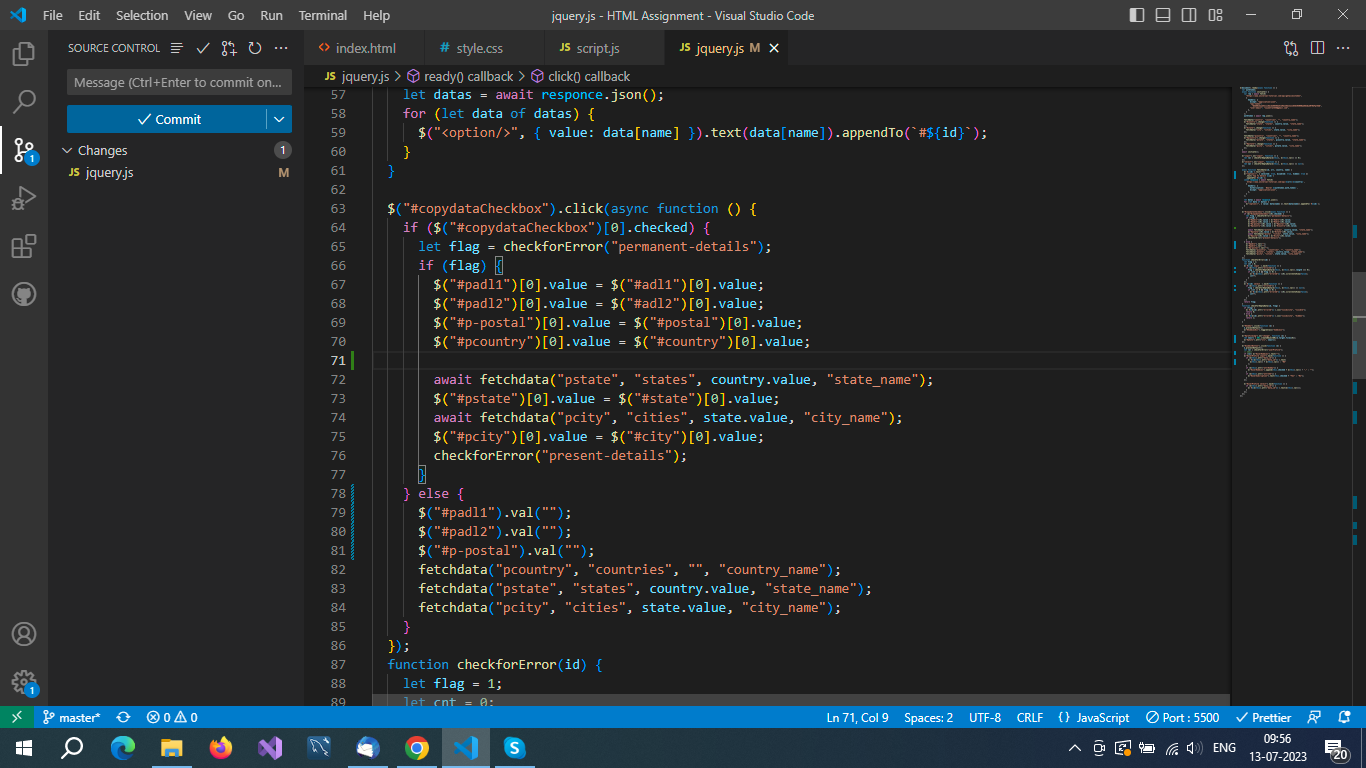 File Edit Selection View Go Run Terminal Help jquery.js - HTML Assignment - Visual Studio Code
SOURCE CONTROL
index.html style.css JS script.js JS jquery.js M
JS jquery.js > ready() callback > click() callback
Message (Ctrl+Enter to commit on...
Commit
Changes 1
JS jquery.js M
57 let datas = await responce.json();
58 for (let data of datas) {
59 $("<option/>", { value: data[name] }).text(data[name]).appendTo(`#${id}`);
60 }
61 }
62
63 $("#copydataCheckbox").click(async function () {
64 if ($("#copydataCheckbox")[0].checked) {
65 let flag = checkforError("permanent-details");
66 if (flag) {
67 $("#padl1")[0].value = $("#adl1")[0].value;
68 $("#padl2")[0].value = $("#adl2")[0].value;
69 $("#p-postal")[0].value = $("#postal")[0].value;
70 $("#pcountry")[0].value = $("#country")[0].value;
71
72 await fetchdata("pstate", "states", country.value, "state_name");
73 $("#pstate")[0].value = $("#state")[0].value;
74 await fetchdata("pcity", "cities", state.value, "city_name");
75 $("#pcity")[0].value = $("#city")[0].value;
76 checkforError("present-details");
77 }
78 } else {
79 $("#padl1").val("");
80 $("#padl2").val("");
81 $("#p-postal").val("");
82 fetchdata("pcountry", "countries", "", "country_name");
83 fetchdata("pstate", "states", country.value, "state_name");
84 fetchdata("pcity", "cities", state.value, "city_name");
85 }
86 });
87 function checkforError(id) {
88 let flag = 1;
89 let cnt = 0;
1
1
master* 0 0 Ln 71, Col 9 Spaces: 2 UTF-8 CRLF {} JavaScript Port : 5500 Prettier
ENG 09:56
13-07-2023 20